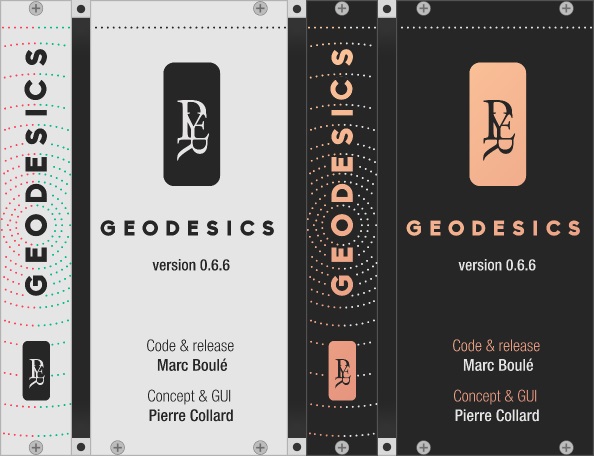 GEODESICS
GEODESICS
version 0.6.6
Code & release
Marc Boulé
Concept & GUI
Pierre Collard
GEODESICS
GEODESICS
version 0.6.6
Code & release
Marc Boulé
Concept & GUI
Pierre Collard